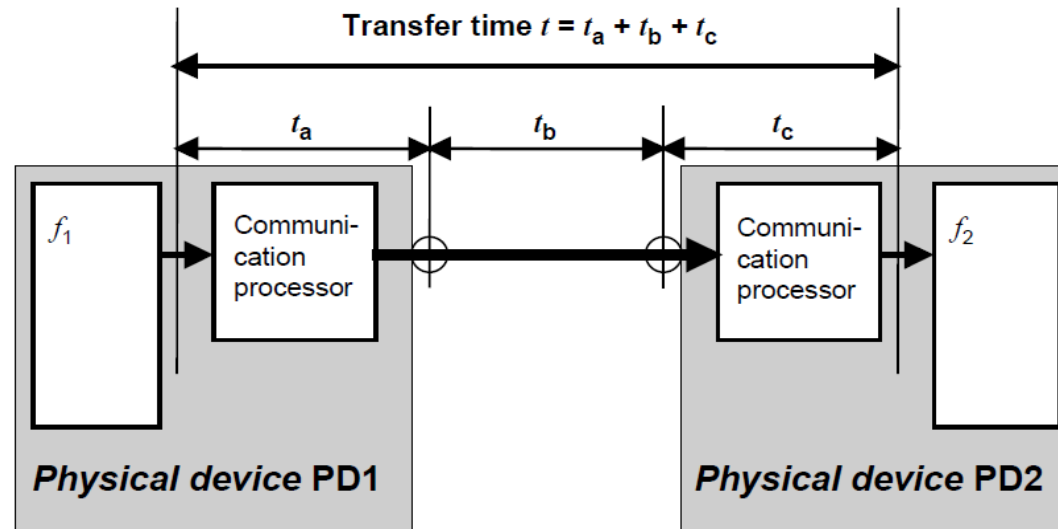 Transfer time t = ta + tb + tc
ta
tb
tc
f1
Communi-
cation
processor
Communi-
cation
processor
f2
Physical device PD1
Physical device PD2